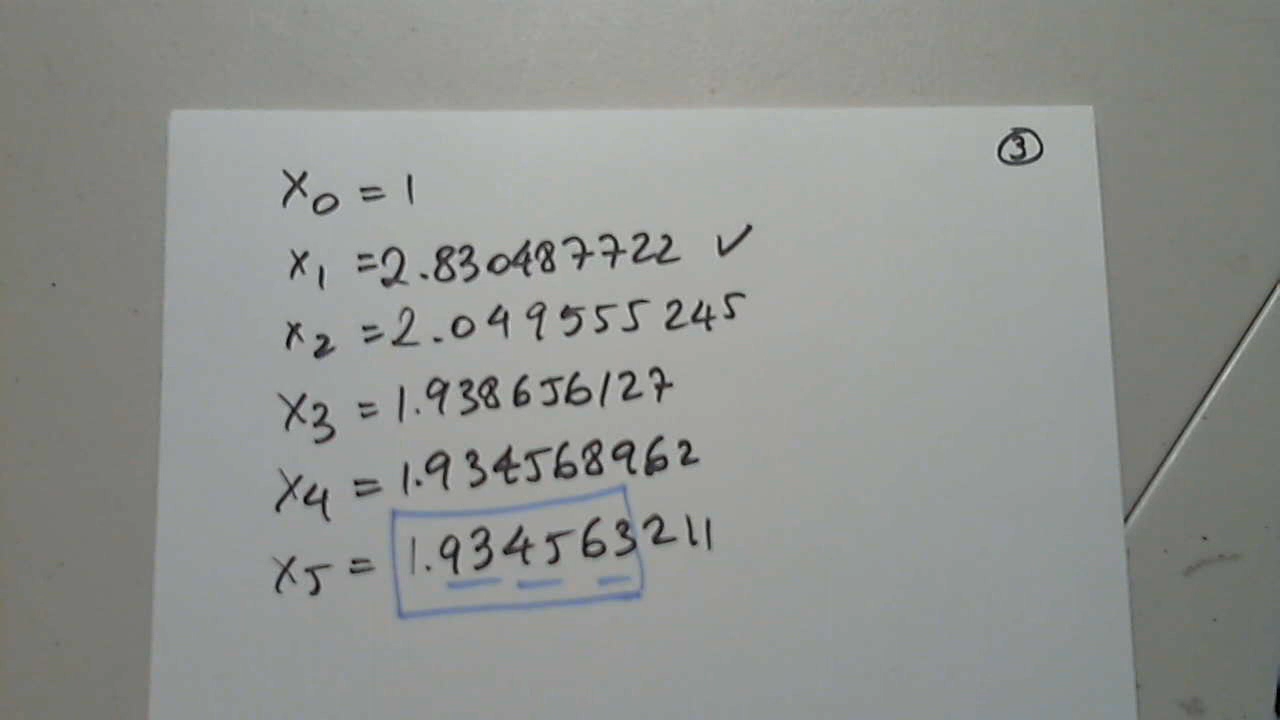 ③
x₀ = 1
x₁ = 2.830487722 ✓
x₂ = 2.049555245
x₃ = 1.938656127
x₄ = 1.934568962
x₅ = 1.934563211